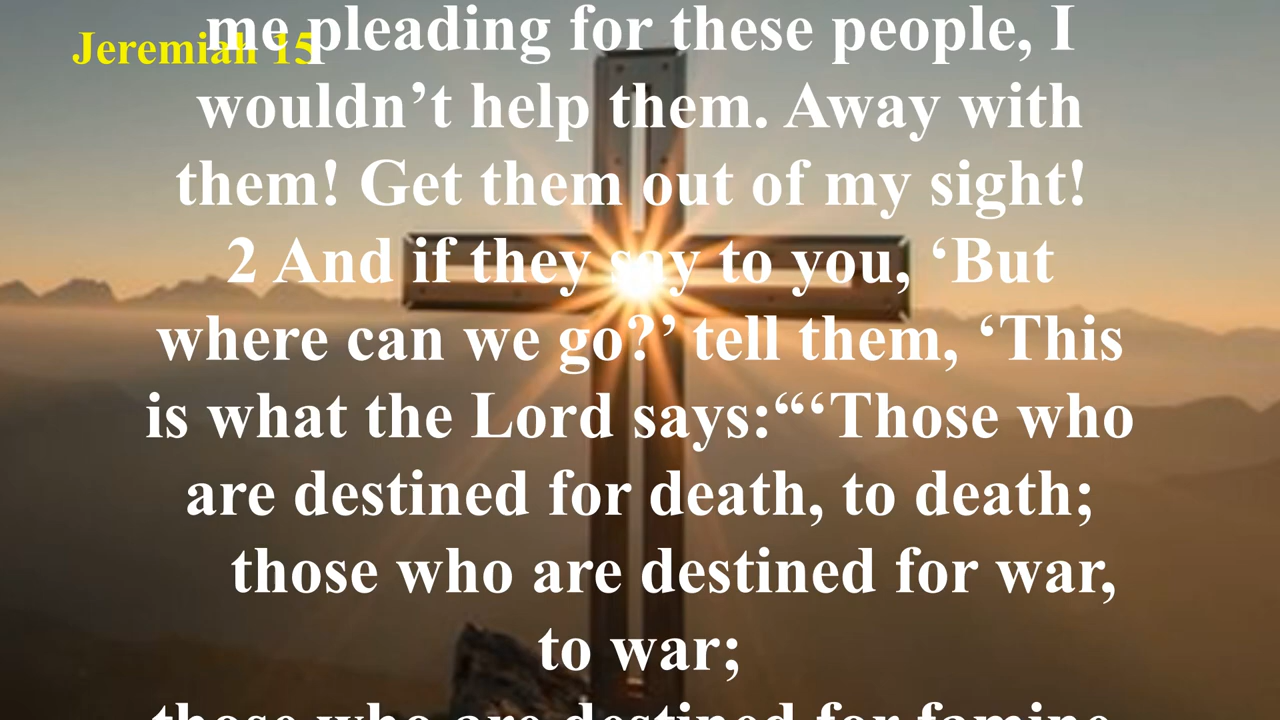 Jeremiah 15
me pleading for these people, I
wouldn’t help them. Away with
them! Get them out of my sight!
2 And if they say to you, ‘But
where can we go?’ tell them, ‘This
is what the Lord says:“‘Those who
are destined for death, to death;
those who are destined for war,
to war;
those who are destined for famine